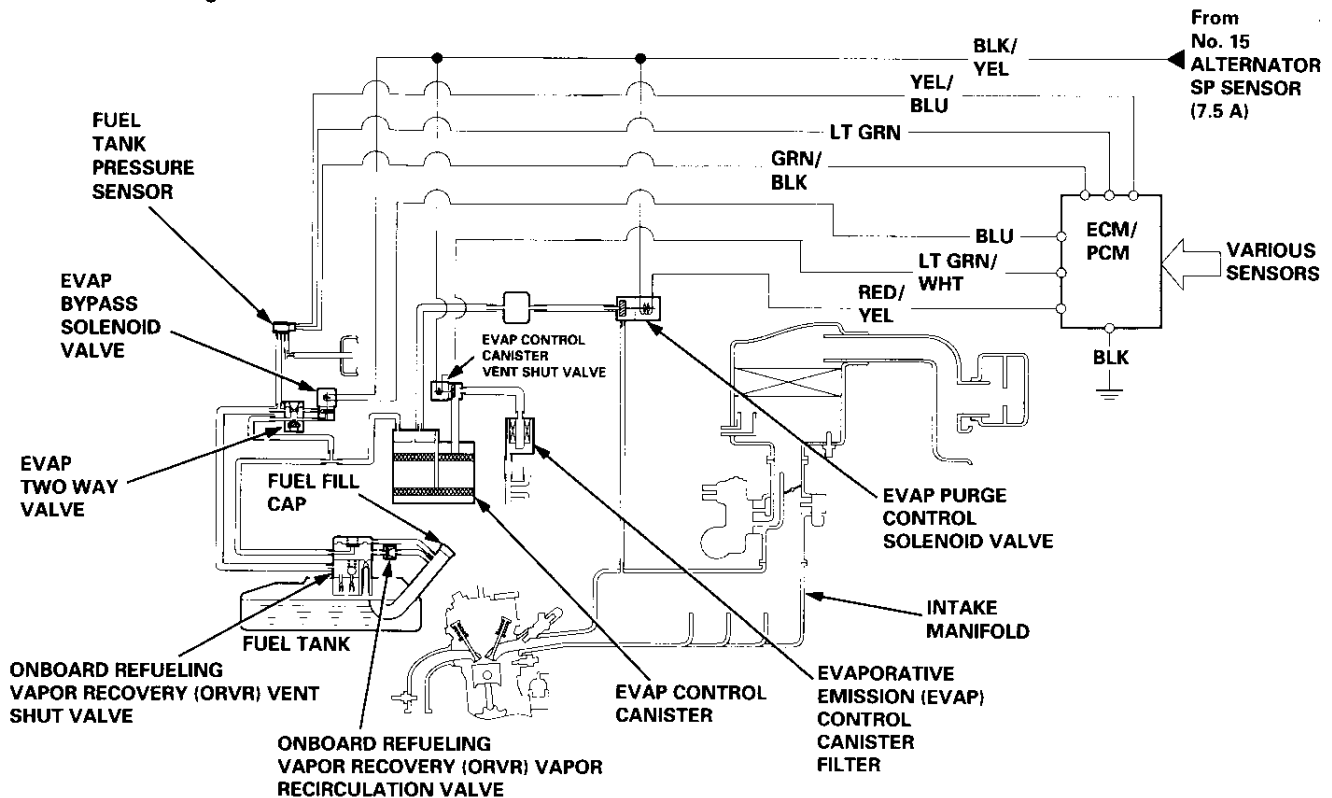 From
No. 15
ALTERNATOR
SP SENSOR
(7.5 A)
BLK/
YEL
YEL/
BLU
LT GRN
GRN/
BLK
FUEL
TANK
PRESSURE
SENSOR
ECM/
PCM
VARIOUS
SENSORS
BLU
LT GRN/
WHT
RED/
YEL
BLK
EVAP
BYPASS
SOLENOID
VALVE
EVAP CONTROL
CANISTER
VENT SHUT VALVE
EVAP
TWO WAY
VALVE
FUEL FILL
CAP
EVAP PURGE
CONTROL
SOLENOID VALVE
INTAKE
MANIFOLD
FUEL TANK
ONBOARD REFUELING
VAPOR RECOVERY (ORVR) VENT
SHUT VALVE
EVAP CONTROL
CANISTER
EVAPORATIVE
EMISSION (EVAP)
CONTROL
CANISTER
FILTER
ONBOARD REFUELING
VAPOR RECOVERY (ORVR) VAPOR
RECIRCULATION VALVE